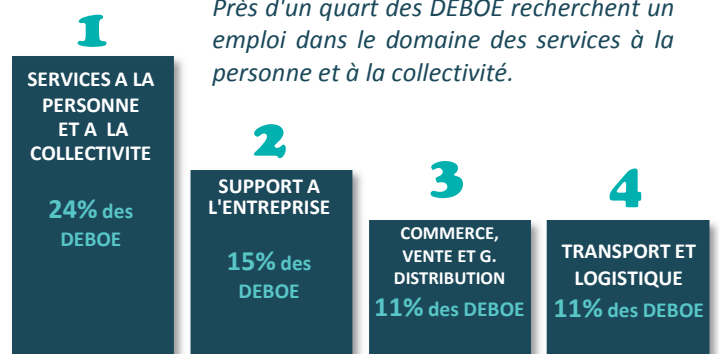 Près d'un quart des DEBOE recherchent un
emploi dans le domaine des services à la
personne et à la collectivité.
1
SERVICES A LA
PERSONNE
ET A LA
COLLECTIVITE
24% des
DEBOE
2
SUPPORT A
L'ENTREPRISE
15% des
DEBOE
3
COMMERCE,
VENTE ET G.
DISTRIBUTION
11% des DEBOE
4
TRANSPORT ET
LOGISTIQUE
11% des DEBOE